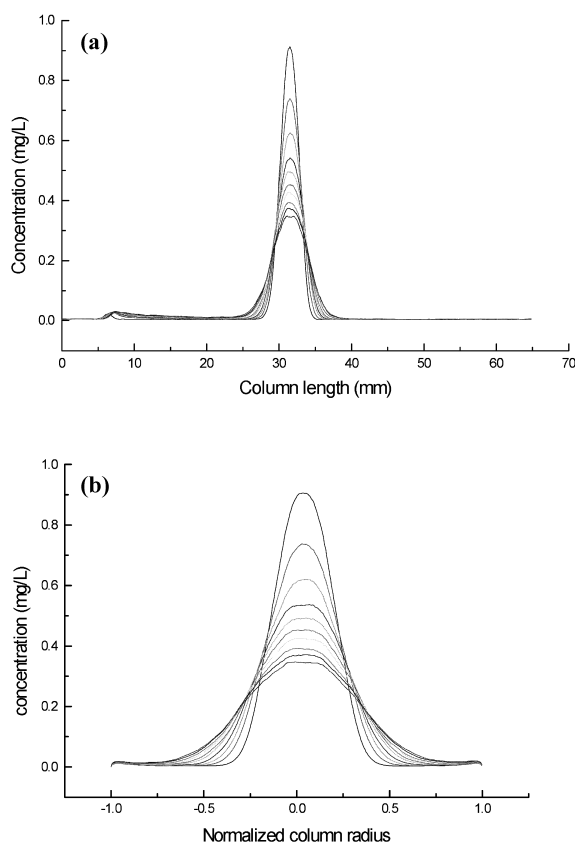 (a)
1.0
0.8
0.6
0.4
0.2
0.0
Concentration (mg/L)
0 10 20 30 40 50 60 70
Column length (mm)
(b)
1.0
0.8
0.6
0.4
0.2
0.0
concentration (mg/L)
-1.0 -0.5 0.0 0.5 1.0
Normalized column radius